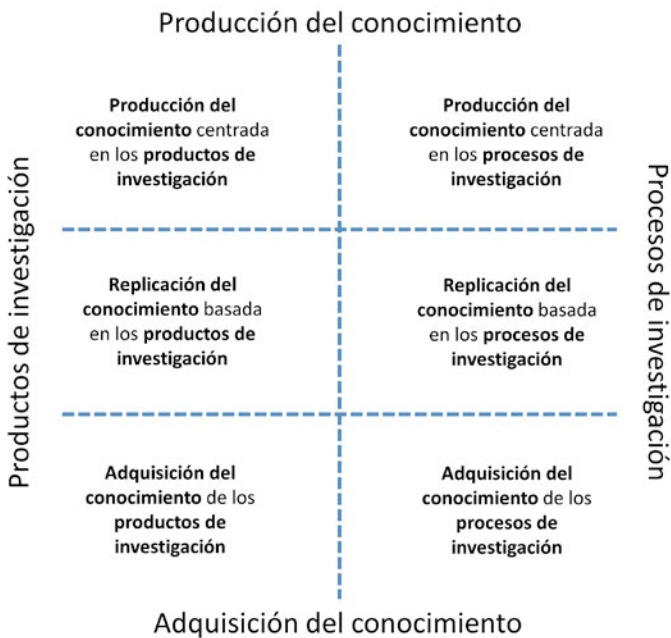 Producción del conocimiento
Productos de investigación
Producción del
conocimiento centrada
en los productos de
investigación
Producción del
conocimiento centrada
en los procesos de
investigación
Procesos de investigación
Replicación del
conocimiento basada
en los productos de
investigación
Replicación del
conocimiento basada
en los procesos de
investigación
Adquisición del
conocimiento de los
productos de
investigación
Adquisición del
conocimiento de los
procesos de
investigación
Adquisición del conocimiento